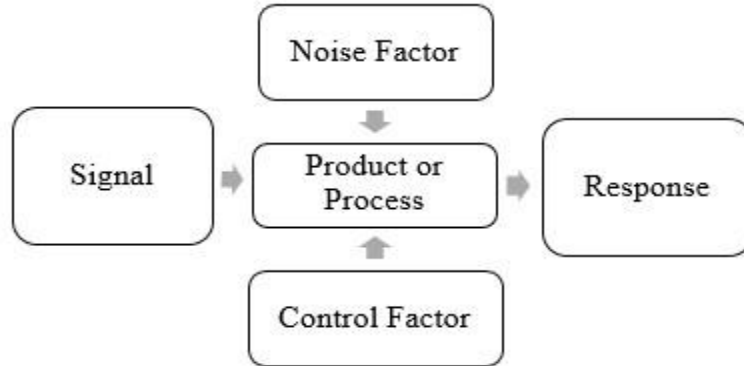 Noise Factor
Signal
Product or
Process
Response
Control Factor